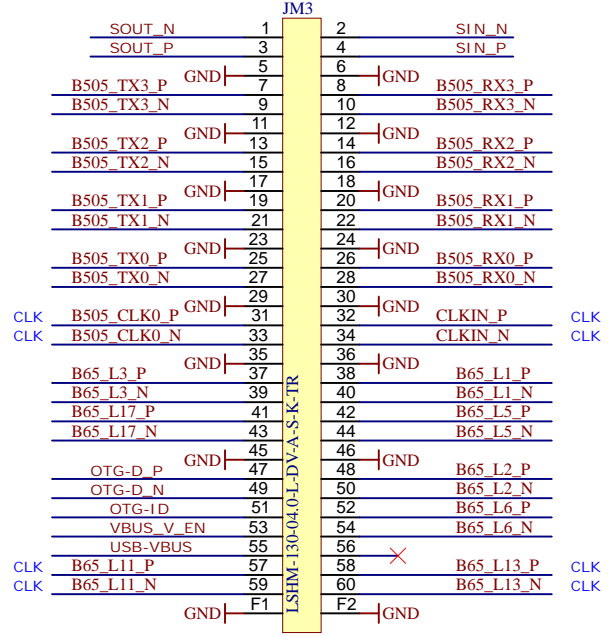 JM3
SOUT_N 1 2 SIN_N
SOUT_P 3 4 SIN_P
GND 5 6 GND
B505_TX3_P 7 8 B505_RX3_P
B505_TX3_N 9 10 B505_RX3_N
GND 11 12 GND
B505_TX2_P 13 14 B505_RX2_P
B505_TX2_N 15 16 B505_RX2_N
GND 17 18 GND
B505_TX1_P 19 20 B505_RX1_P
B505_TX1_N 21 22 B505_RX1_N
GND 23 24 GND
B505_TX0_P 25 26 B505_RX0_P
B505_TX0_N 27 28 B505_RX0_N
GND 29 30 GND
CLK B505_CLK0_P 31 32 CLKIN_P CLK
CLK B505_CLK0_N 33 34 CLKIN_N CLK
GND 35 36 GND
B65_L3_P 37 38 B65_L1_P
B65_L3_N 39 40 B65_L1_N
B65_L17_P 41 42 B65_L5_P
B65_L17_N 43 44 B65_L5_N
GND 45 46 GND
OTG-D_P 47 48 B65_L2_P
OTG-D_N 49 50 B65_L2_N
OTG-ID 51 52 B65_L6_P
VBUS_V_EN 53 54 B65_L6_N
USB-VBUS 55 56
CLK B65_L11_P 57 58 B65_L13_P CLK
CLK B65_L11_N 59 60 B65_L13_N CLK
GND F1 F2 GND
LSHM-130-04.0-L-DV-A-S-K-TR